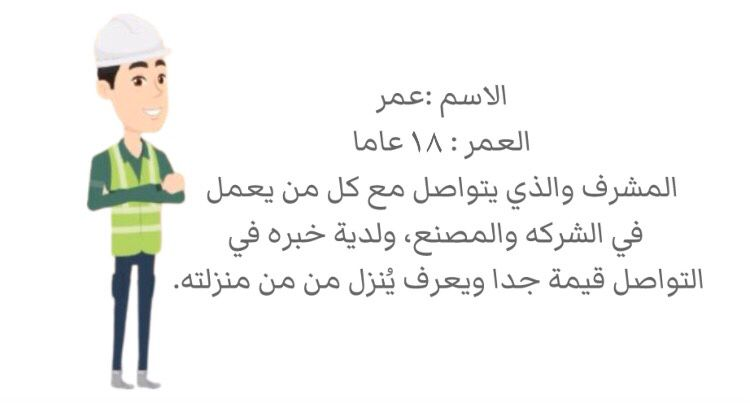 الاسم :عمر
العمر : ١٨ عاما
المشرف والذي يتواصل مع كل من يعمل
في الشركه والمصنع، ولدية خبره في
التواصل قيمة جدا ويعرف يُنزل من من منزلته.